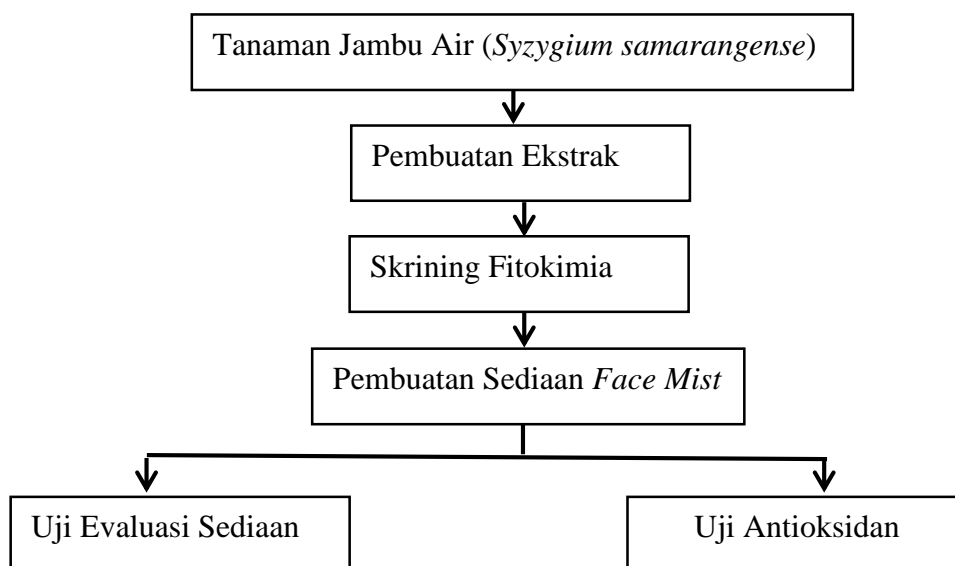 Tanaman Jambu Air (Syzygium samarangense)
Pembuatan Ekstrak
Skrining Fitokimia
Pembuatan Sediaan Face Mist
Uji Evaluasi Sediaan
Uji Antioksidan